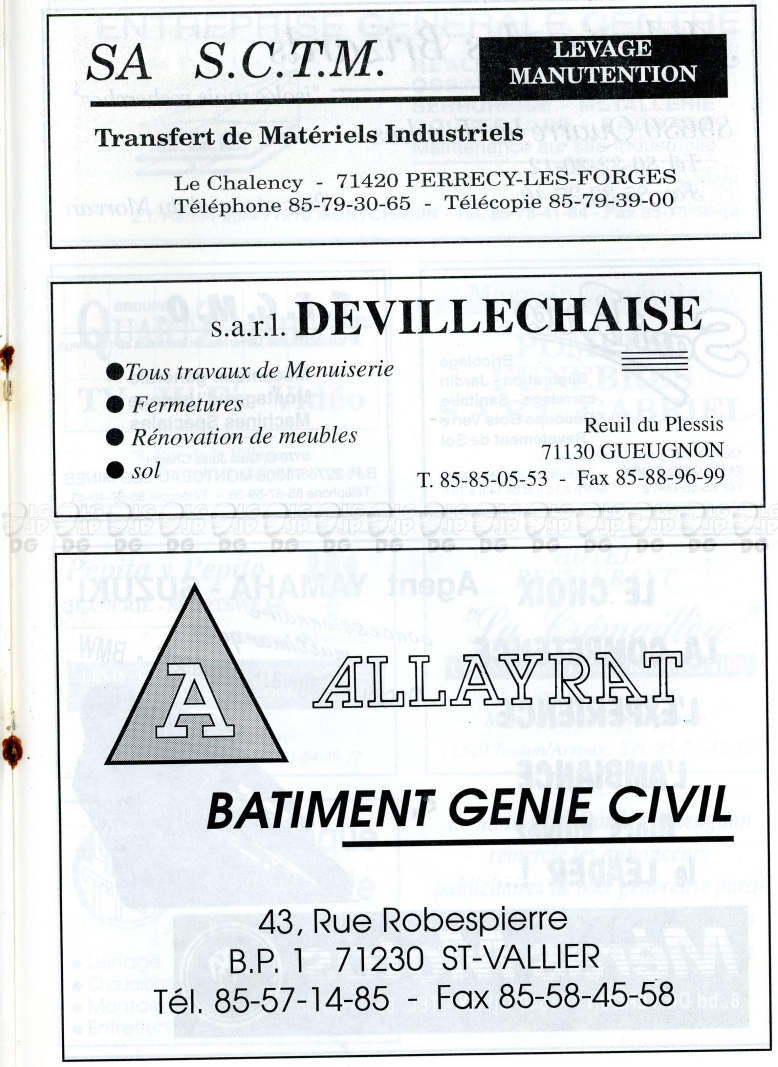 SA S.C.T.M.
LEVAGE
MANUTENTION
Transfert de Matériels Industriels
Le Chalency - 71420 PERRECY-LES-FORGES
Téléphone 85-79-30-65 - Télécopie 85-79-39-00
s.a.r.l. DEVILLECHAISE
●Tous travaux de Menuiserie
● Fermetures
● Rénovation de meubles
● sol
Reuil du Plessis
71130 GUEUGNON
T. 85-85-05-53 - Fax 85-88-96-99
A ALLAYRAT
BATIMENT GENIE CIVIL
43, Rue Robespierre
B.P. 1 71230 ST-VALLIER
Tél. 85-57-14-85 - Fax 85-58-45-58